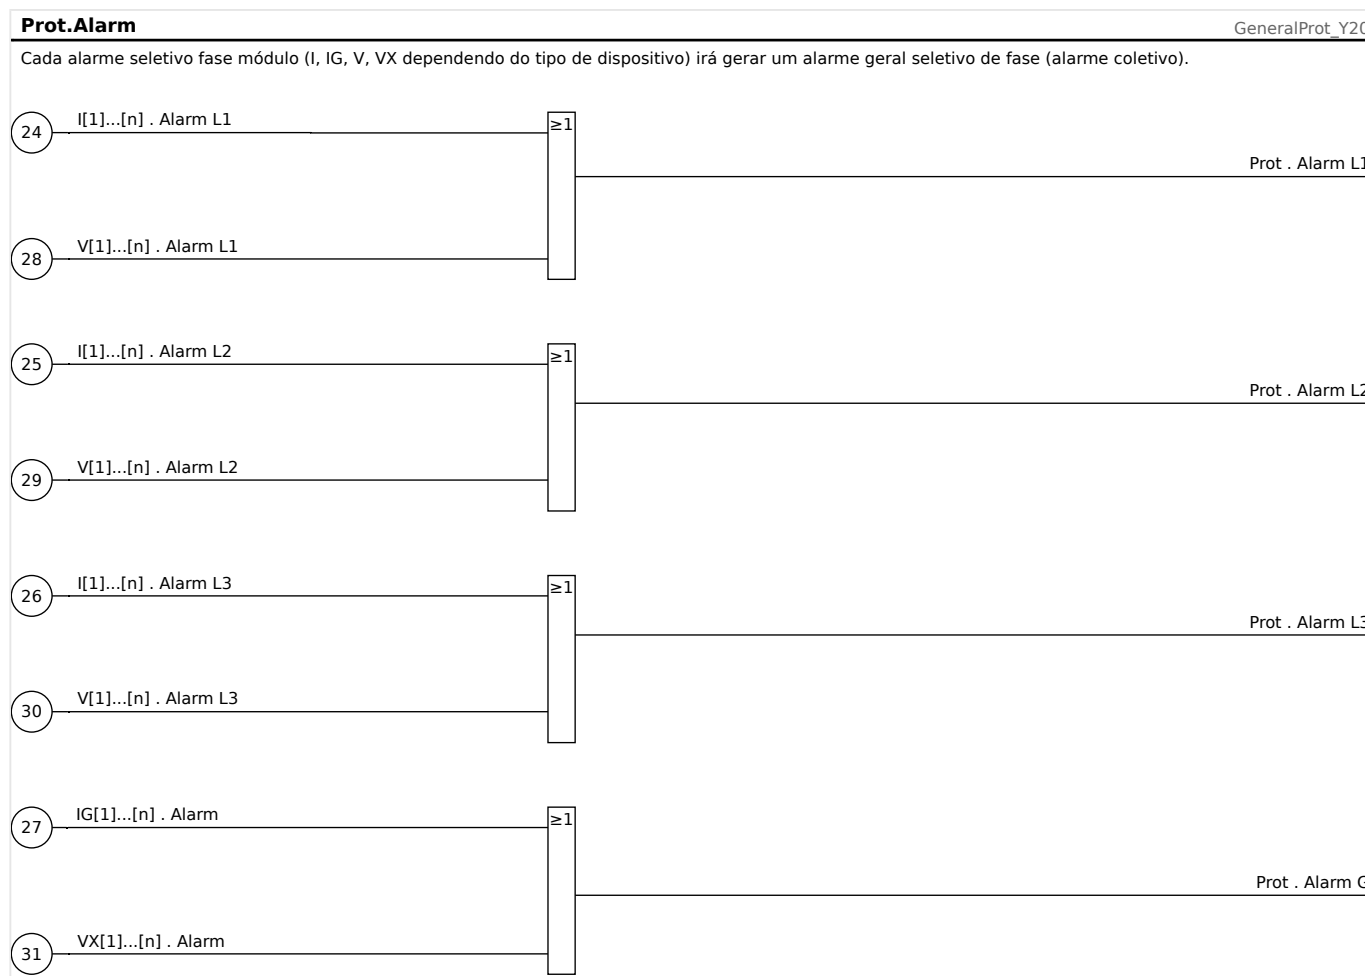 Prot.Alarm
GeneralProt_Y20
Cada alarme seletivo fase módulo (I, IG, V, VX dependendo do tipo de dispositivo) irá gerar um alarme geral seletivo de fase (alarme coletivo).
24 I[1]...[n] . Alarm L1
≥1
Prot . Alarm L1
28 V[1]...[n] . Alarm L1
25 I[1]...[n] . Alarm L2
≥1
Prot . Alarm L2
29 V[1]...[n] . Alarm L2
26 I[1]...[n] . Alarm L3
≥1
Prot . Alarm L3
30 V[1]...[n] . Alarm L3
27 IG[1]...[n] . Alarm
≥1
Prot . Alarm G
31 VX[1]...[n] . Alarm